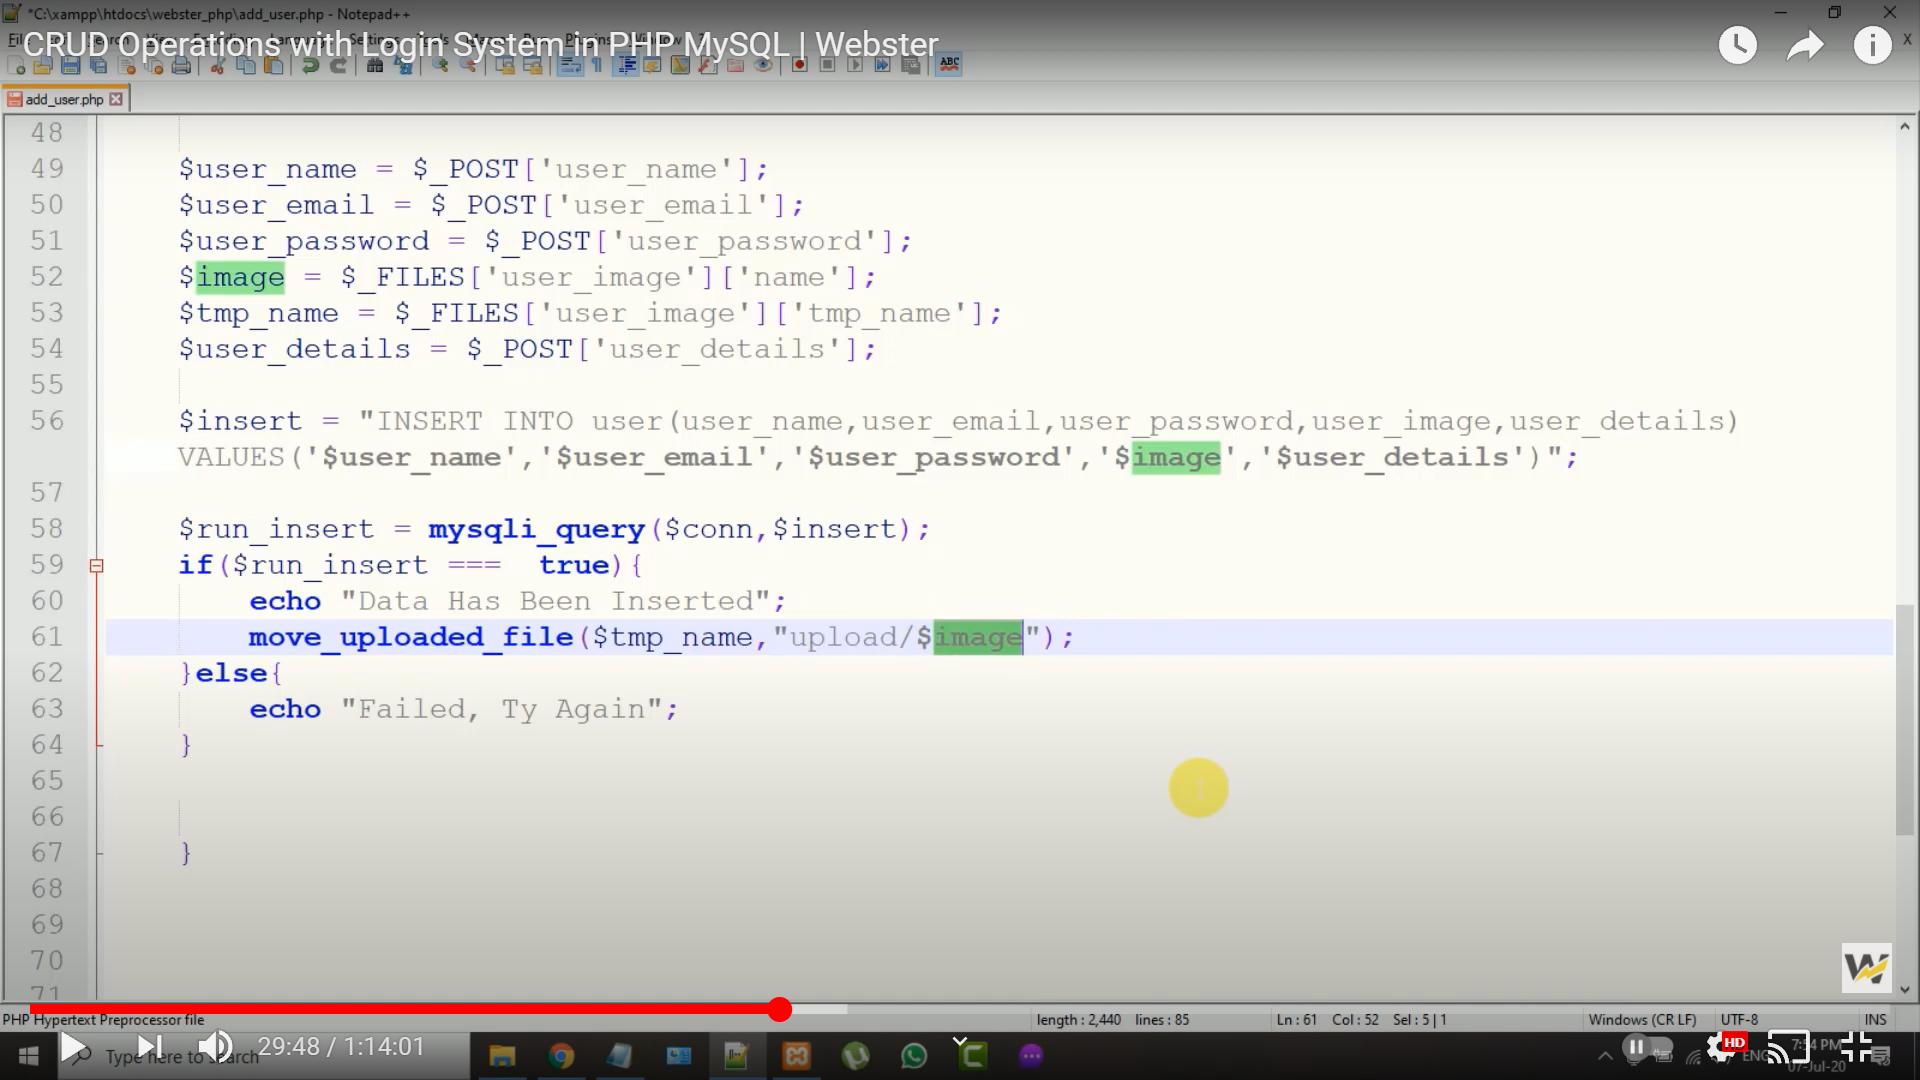 *C:\xampp\htdocs\webster_php\add_user.php - Notepad++
CRUD Operations with Login System in PHP MySQL | Webster
add_user.php
48
49 $user_name = $_POST['user_name'];
50 $user_email = $_POST['user_email'];
51 $user_password = $_POST['user_password'];
52 $image = $_FILES['user_image']['name'];
53 $tmp_name = $_FILES['user_image']['tmp_name'];
54 $user_details = $_POST['user_details'];
55
56 $insert = "INSERT INTO user(user_name,user_email,user_password,user_image,user_details)
VALUES('$user_name','$user_email','$user_password','$image','$user_details')";
57
58 $run_insert = mysqli_query($conn,$insert);
59 if($run_insert === true){
60 echo "Data Has Been Inserted";
61 move_uploaded_file($tmp_name,"upload/$image");
62 }else{
63 echo "Failed, Ty Again";
64 }
65
66
67 }
68
69
70
71
PHP Hypertext Preprocessor file length : 2,440 lines : 85 Ln : 61 Col : 52 Sel : 5 | 1 Windows (CR LF) UTF-8 INS
Type here to search
29:48 / 1:14:01
HD
ENG
7:54 PM
07-Jul-20